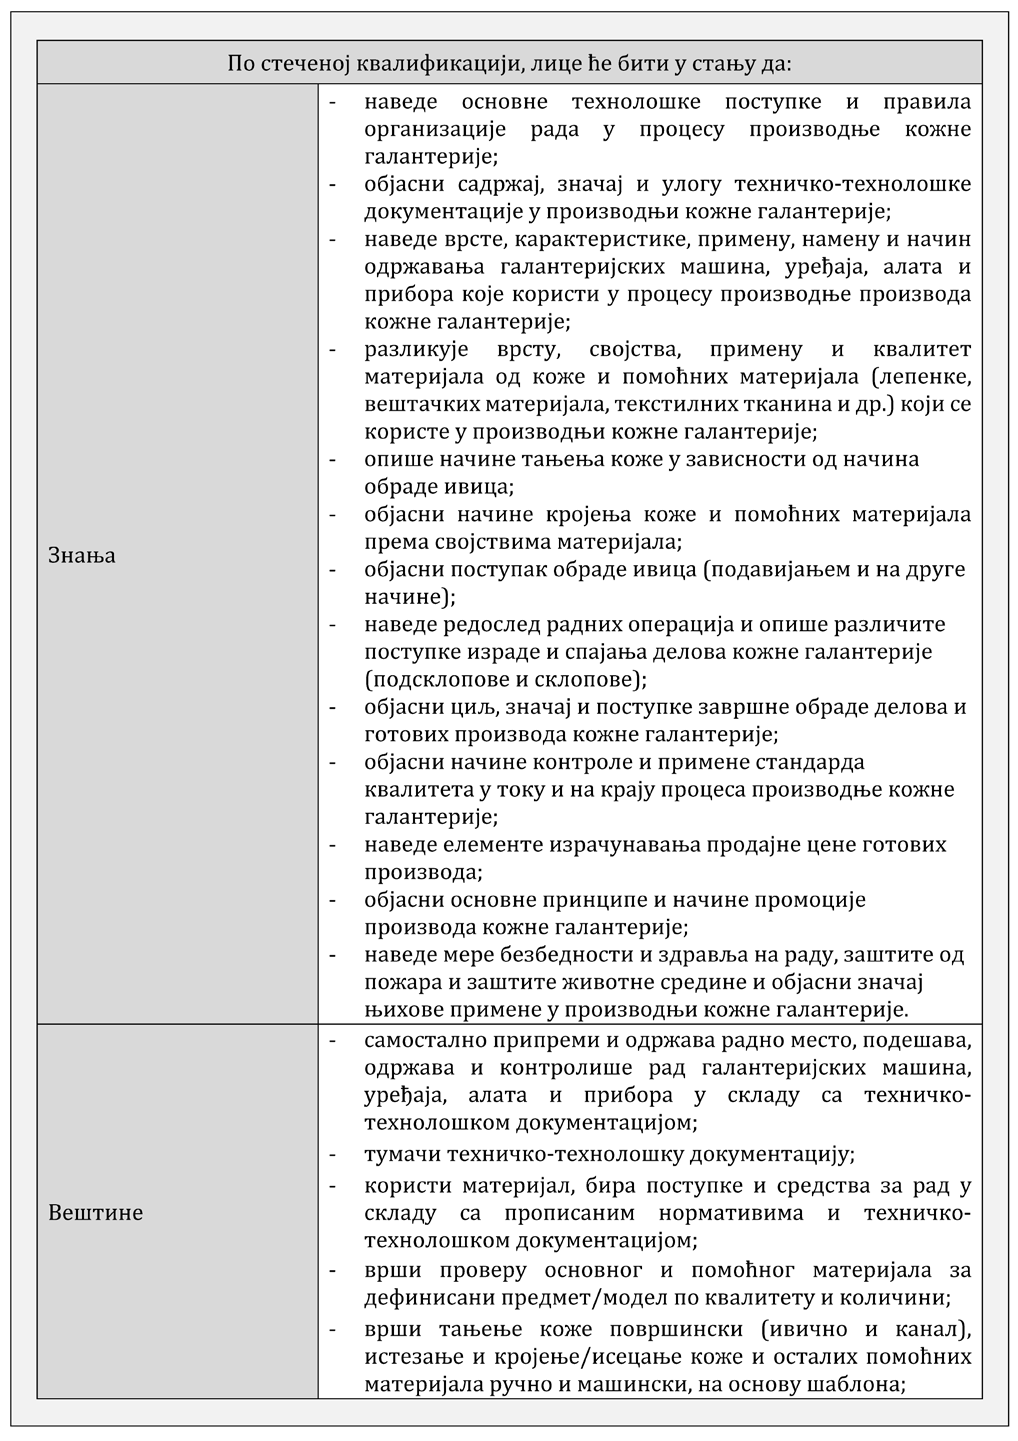 По стеченој квалификацији, лице ће бити у стању да:
Знања
- наведе основне технолошке поступке и правила
организације рада у процесу производње кожне
галантерије;
- објасни садржај, значај и улогу техничко-технолошке
документације у производњи кожне галантерије;
- наведе врсте, карактеристике, примену, намену и начин
одржавања галантеријских машина, уређаја, алата и
прибора које користи у процесу производње производа
кожне галантерије;
- разликује врсту, својства, примену и квалитет
материјала од коже и помоћних материјала (лепенке,
вештачких материјала, текстилних тканина и др.) који се
користе у производњи кожне галантерије;
- опише начине тањења коже у зависности од начина
обраде ивица;
- објасни начине кројења коже и помоћних материјала
према својствима материјала;
- објасни поступак обраде ивица (подавијањем и на друге
начине);
- наведе редослед радних операција и опише различите
поступке израде и спајања делова кожне галантерије
(подсклопове и склопове);
- објасни циљ, значај и поступке завршне обраде делова и
готових производа кожне галантерије;
- објасни начине контроле и примене стандарда
квалитета у току и на крају процеса производње кожне
галантерије;
- наведе елементе израчунавања продајне цене готових
производа;
- објасни основне принципе и начине промоције
производа кожне галантерије;
- наведе мере безбедности и здравља на раду, заштите од
пожара и заштите животне средине и објасни значај
њихове примене у производњи кожне галантерије.
Вештине
- самостално припреми и одржава радно место, подешава,
одржава и контролише рад галантеријских машина,
уређаја, алата и прибора у складу са техничко-
технолошком документацијом;
- тумачи техничко-технолошку документацију;
- користи материјал, бира поступке и средства за рад у
складу са прописаним нормативима и техничко-
технолошком документацијом;
- врши проверу основног и помоћног материјала за
дефинисани предмет/модел по квалитету и количини;
- врши тањење коже површински (ивично и канал),
истезање и кројење/исецање коже и осталих помоћних
материјала ручно и машински, на основу шаблона;